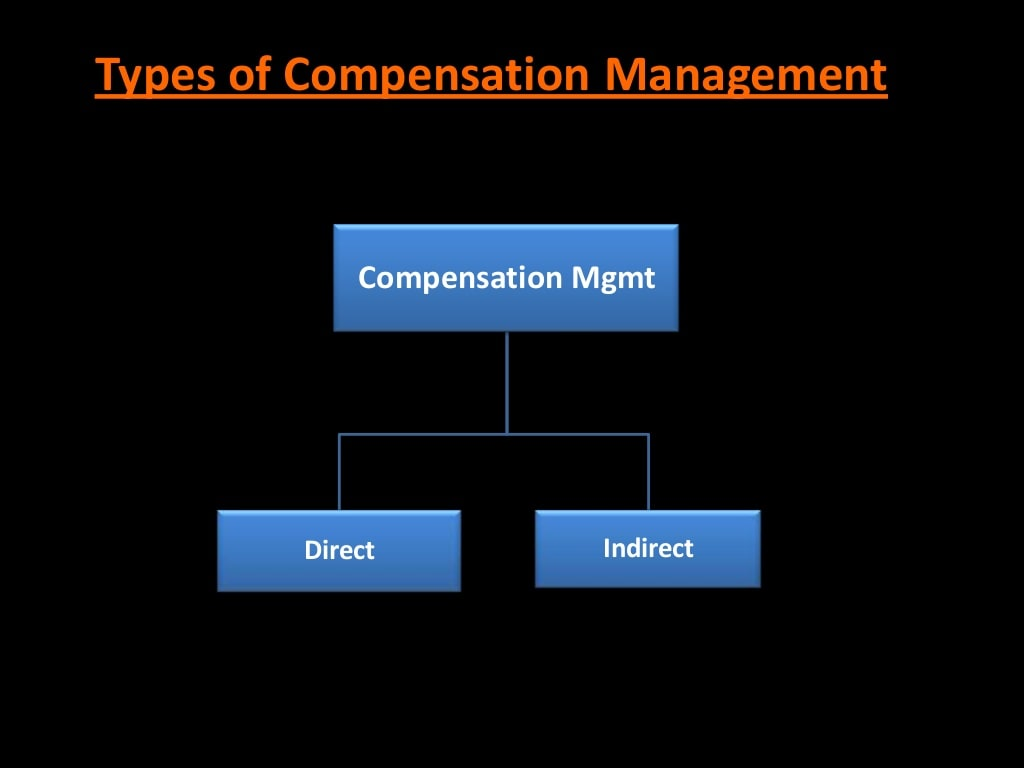 Types of Compensation Management
Compensation Mgmt
Direct
Indirect